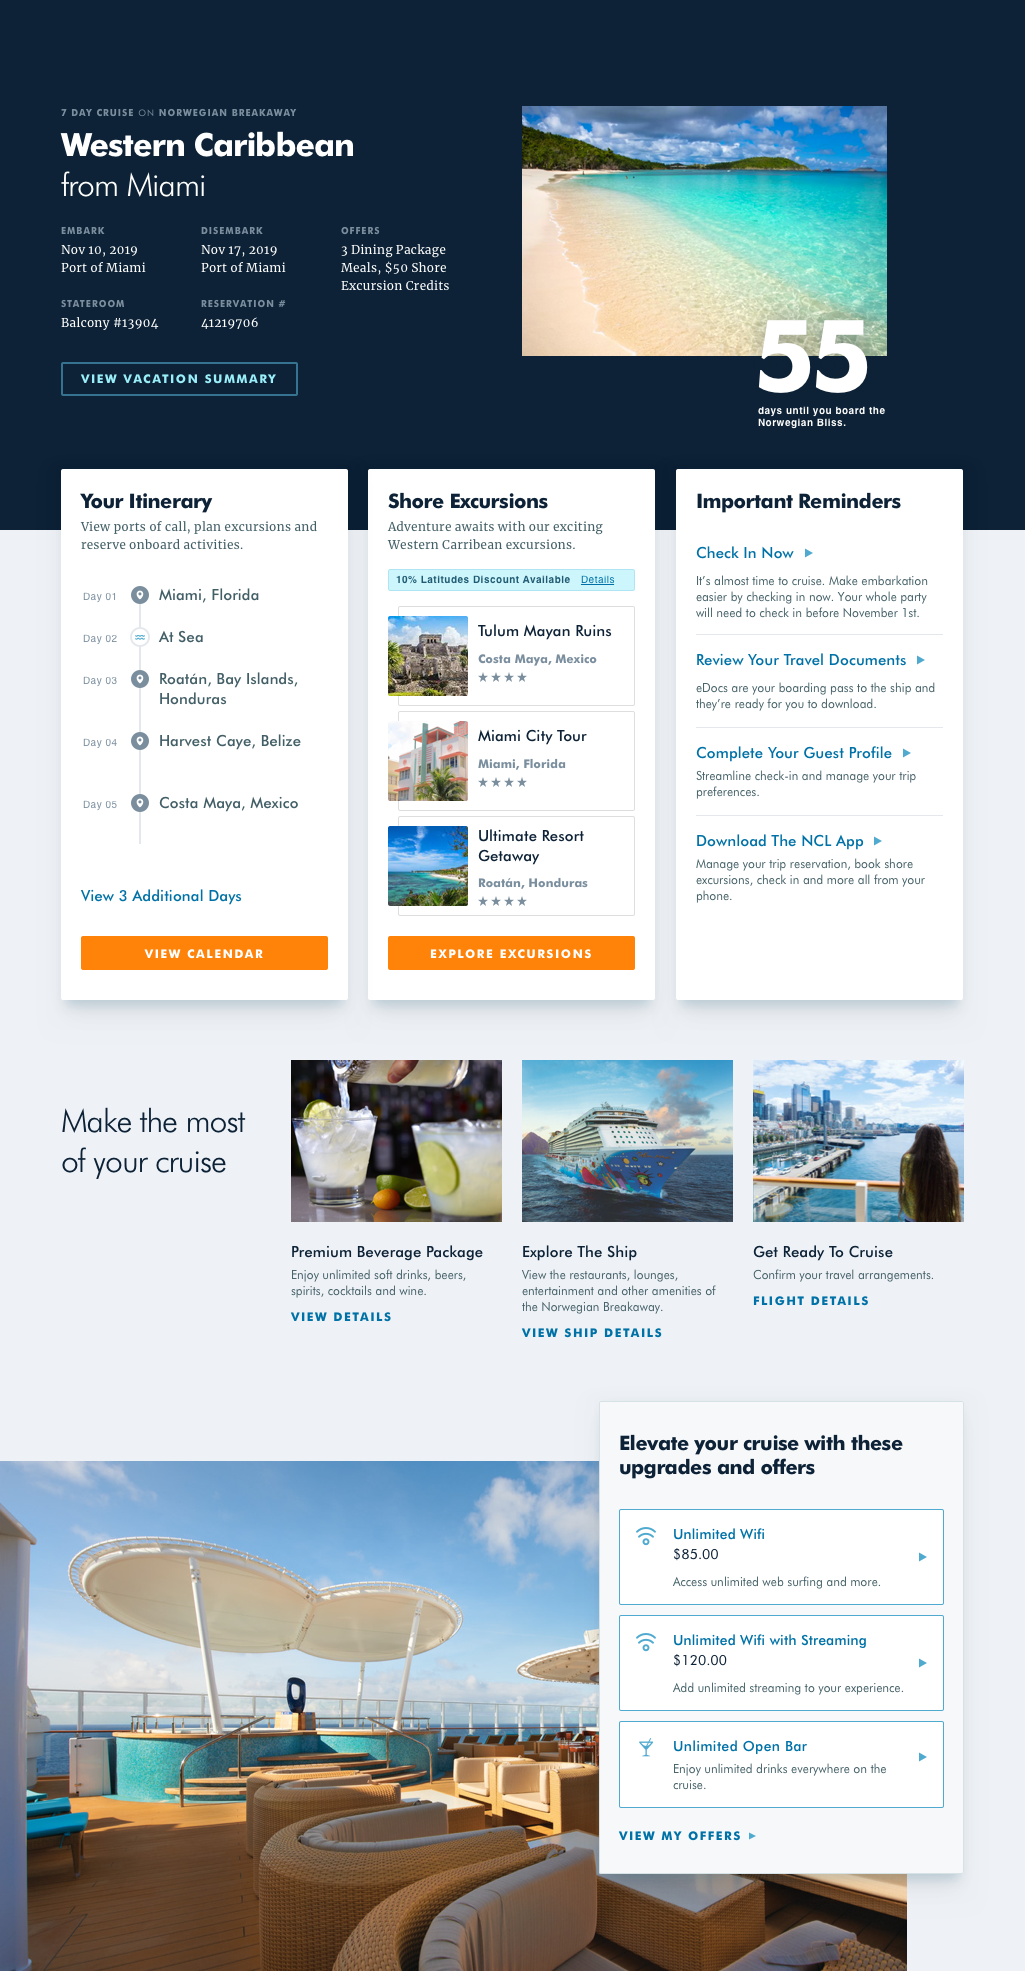 7 DAY CRUISE ON NORWEGIAN BREAKAWAY
Western Caribbean
from Miami
EMBARK
Nov 10, 2019
Port of Miami
DISEMBARK
Nov 17, 2019
Port of Miami
OFFERS
3 Dining Package
Meals, $50 Shore
Excursion Credits
STATEROOM
Balcony #13904
RESERVATION #
41219706
VIEW VACATION SUMMARY
55
days until you board the
Norwegian Bliss.
Your Itinerary
View ports of call, plan excursions and
reserve onboard activities.
Day 01
Miami, Florida
Day 02
At Sea
Day 03
Roatán, Bay Islands,
Honduras
Day 04
Harvest Caye, Belize
Day 05
Costa Maya, Mexico
View 3 Additional Days
VIEW CALENDAR
Shore Excursions
Adventure awaits with our exciting
Western Carribean excursions.
10% Latitudes Discount Available Details
Tulum Mayan Ruins
Costa Maya, Mexico
★★★★
Miami City Tour
Miami, Florida
★★★★
Ultimate Resort
Getaway
Roatán, Honduras
★★★★
EXPLORE EXCURSIONS
Important Reminders
Check In Now
It's almost time to cruise. Make embarkation
easier by checking in now. Your whole party
will need to check in before November 1st.
Review Your Travel Documents
eDocs are your boarding pass to the ship and
they're ready for you to download.
Complete Your Guest Profile
Streamline check-in and manage your trip
preferences.
Download The NCL App
Manage your trip reservation, book shore
excursions, check in and more all from your
phone.
Make the most
of your cruise
Premium Beverage Package
Enjoy unlimited soft drinks, beers,
spirits, cocktails and wine.
VIEW DETAILS
Explore The Ship
View the restaurants, lounges,
entertainment and other amenities of
the Norwegian Breakaway.
VIEW SHIP DETAILS
Get Ready To Cruise
Confirm your travel arrangements.
FLIGHT DETAILS
Elevate your cruise with these
upgrades and offers
Unlimited Wifi
$85.00
Access unlimited web surfing and more.
Unlimited Wifi with Streaming
$120.00
Add unlimited streaming to your experience.
Unlimited Open Bar
Enjoy unlimited drinks everywhere on the
cruise.
VIEW MY OFFERS